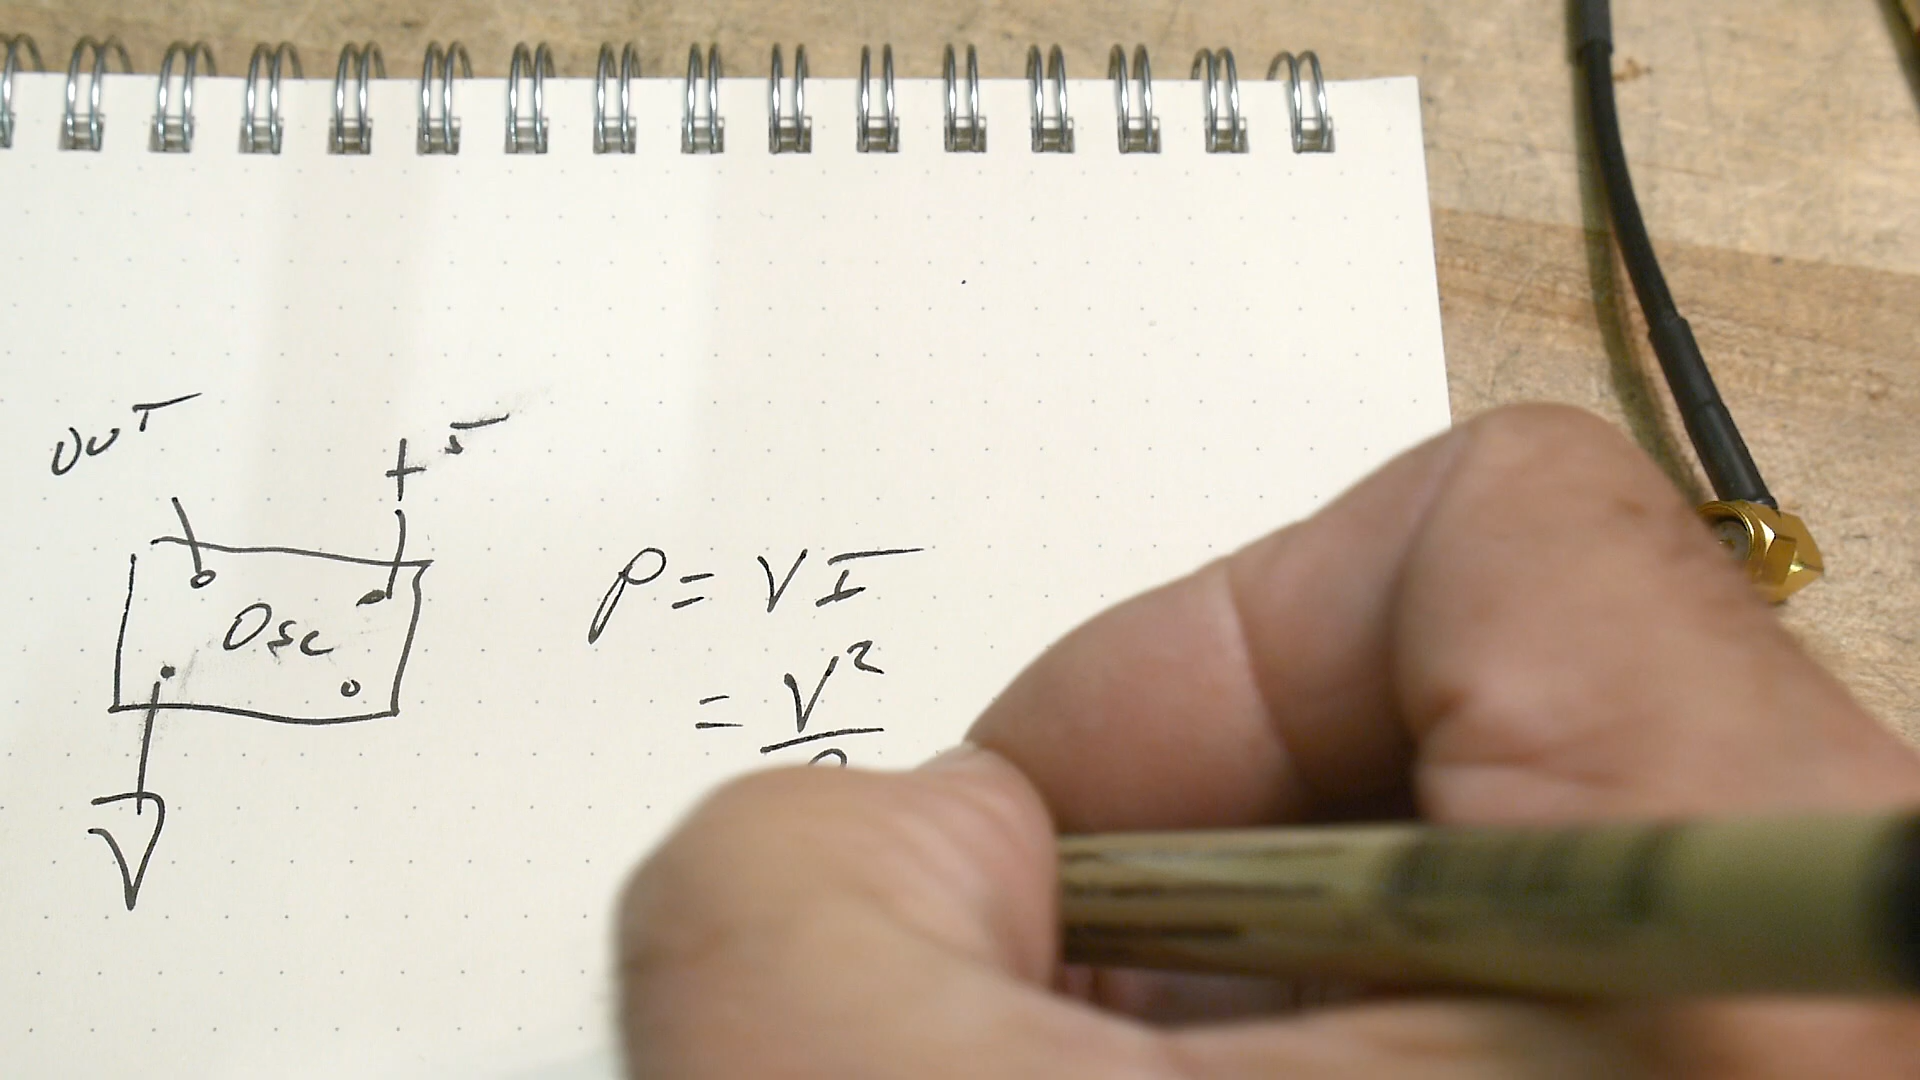 OUT
+5
Osc
P = VI
= V²